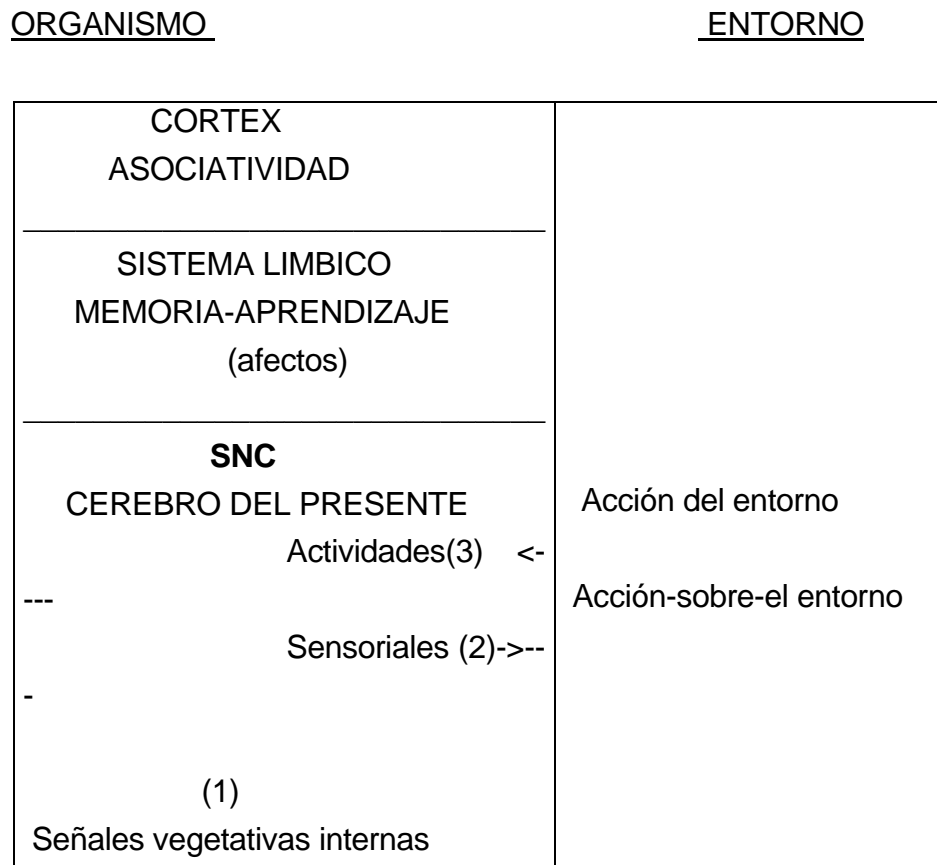 ORGANISMO ENTORNO
CORTEX
ASOCIATIVIDAD
SISTEMA LIMBICO
MEMORIA-APRENDIZAJE
(afectos)
SNC
CEREBRO DEL PRESENTE
Acción del entorno
Actividades(3) <-
---
Acción-sobre-el entorno
Sensoriales (2)->--
-
(1)
Señales vegetativas internas